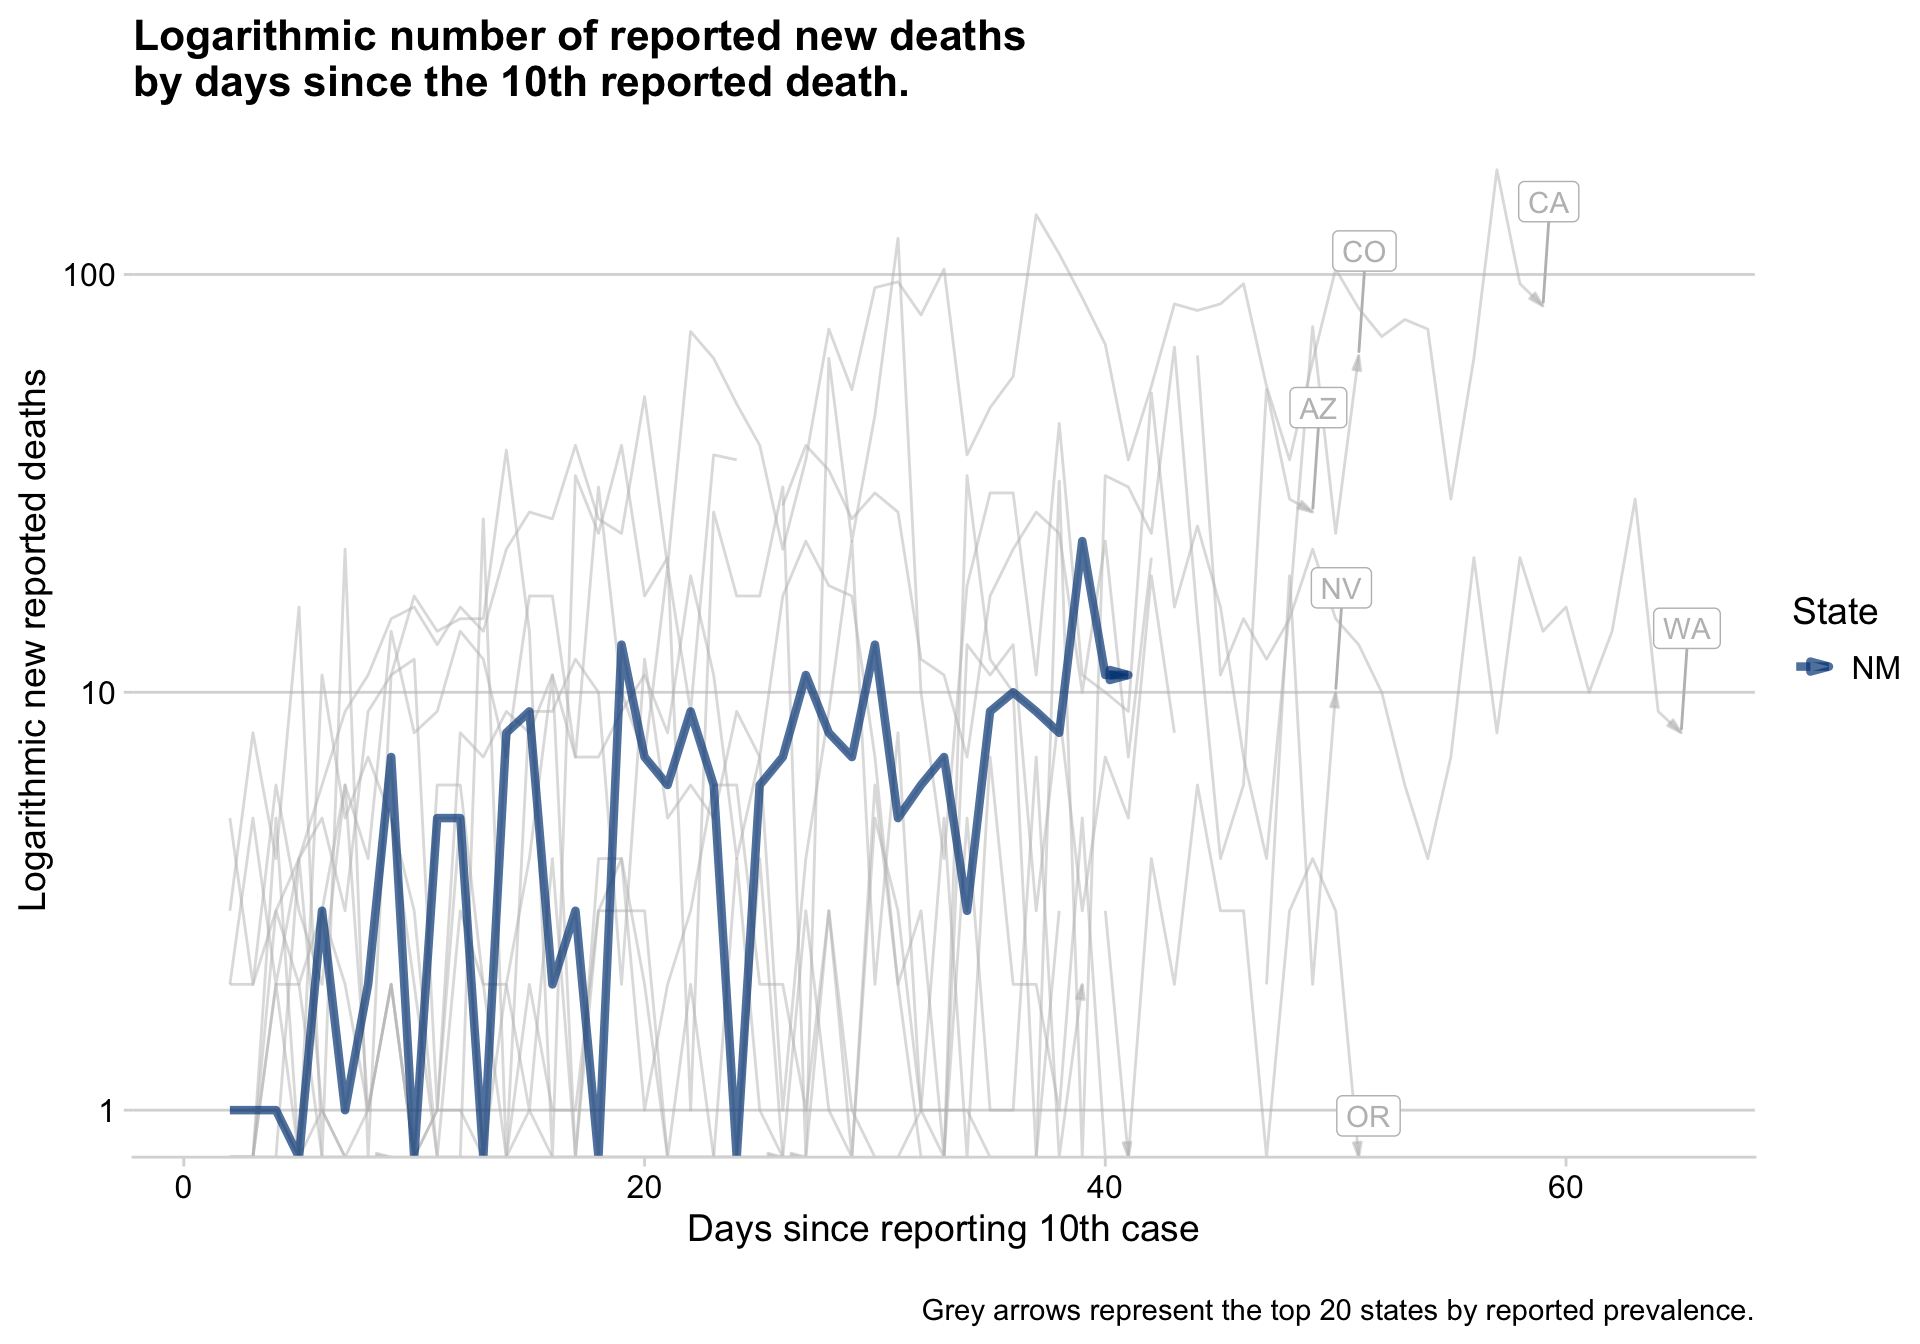 Logarithmic number of reported new deaths
by days since the 10th reported death.
Logarithmic new reported deaths
100
10
1
CA
CO
AZ
NV
WA
OR
State
NM
0 20 40 60
Days since reporting 10th case
Grey arrows represent the top 20 states by reported prevalence.